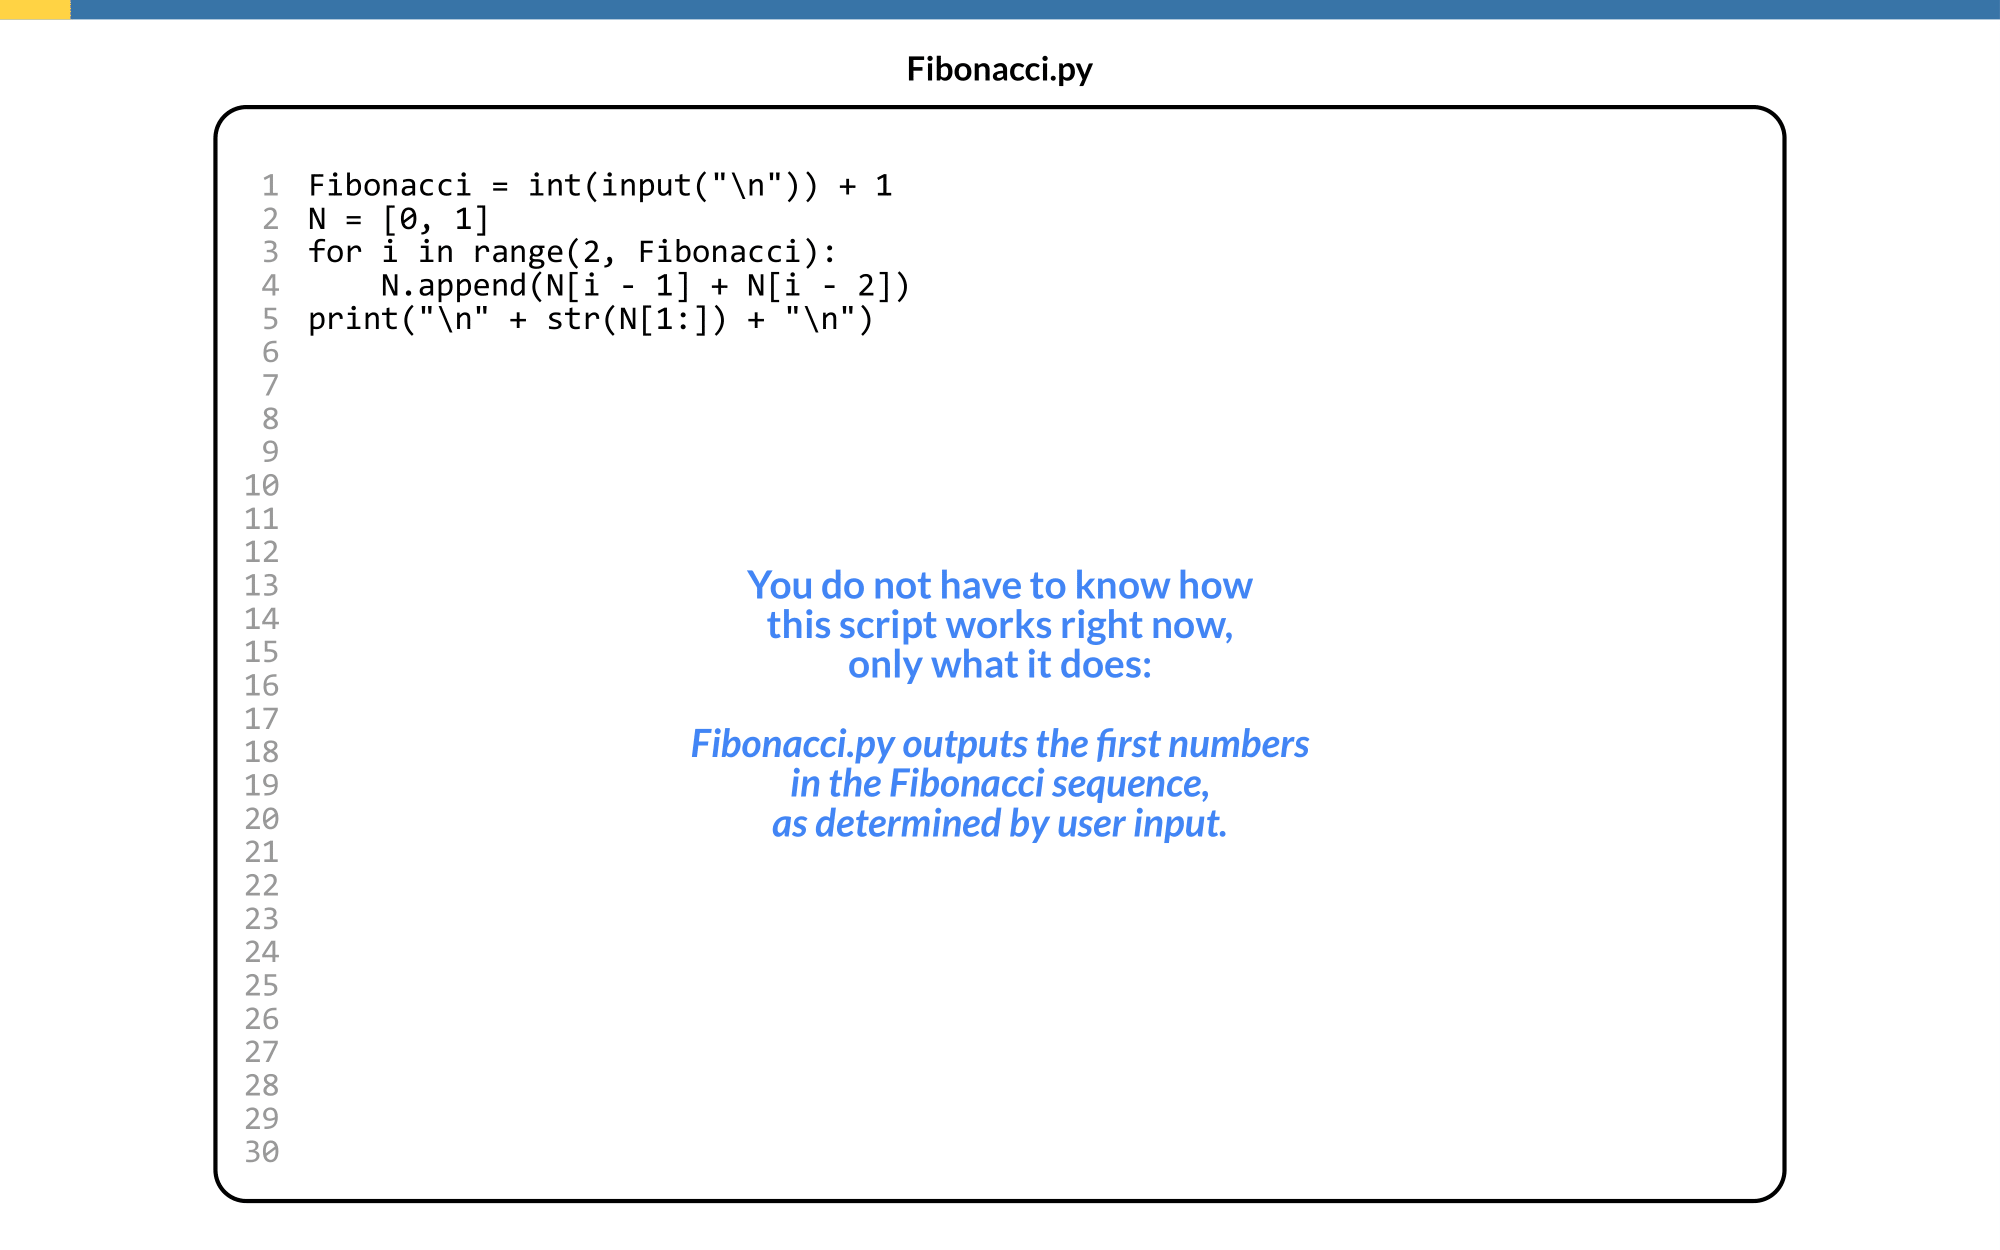 Fibonacci.py
1 Fibonacci = int(input("\n")) + 1
2 N = [0, 1]
3 for i in range(2, Fibonacci):
4     N.append(N[i - 1] + N[i - 2])
5 print("\n" + str(N[1:]) + "\n")
6
7
8
9
10
11
12
13
14
15
16
17
18
19
20
21
22
23
24
25
26
27
28
29
30
You do not have to know how
this script works right now,
only what it does:
Fibonacci.py outputs the first numbers
in the Fibonacci sequence,
as determined by user input.